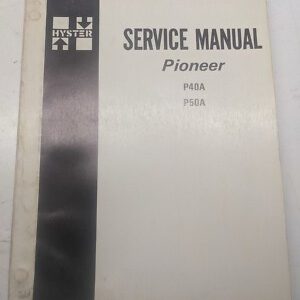 HYSTER
SERVICE MANUAL
Pioneer
P40A
P50A